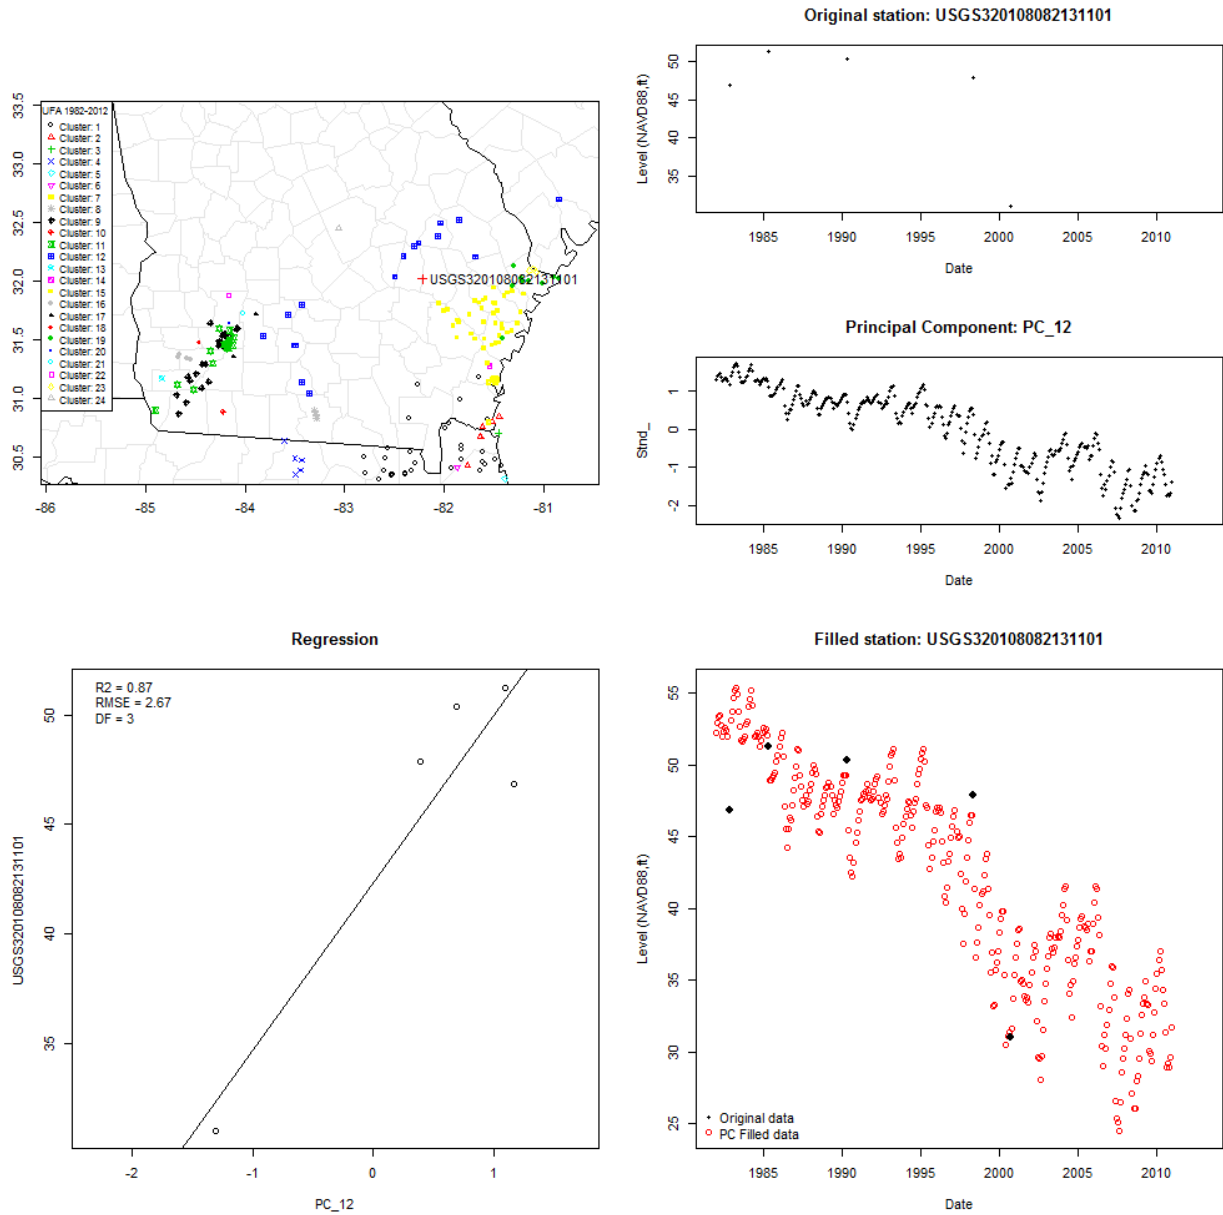 UFA 1982-2012
Cluster: 1
Cluster: 2
Cluster: 3
Cluster: 4
Cluster: 5
Cluster: 6
Cluster: 7
Cluster: 8
Cluster: 9
Cluster: 10
Cluster: 11
Cluster: 12
Cluster: 13
Cluster: 14
Cluster: 15
Cluster: 16
Cluster: 17
Cluster: 18
Cluster: 19
Cluster: 20
Cluster: 21
Cluster: 22
Cluster: 23
Cluster: 24
USGS320108082131101
33.5
33.0
32.5
32.0
31.5
31.0
30.5
-86 -85 -84 -83 -82 -81
Original station: USGS320108082131101
Level (NAVD88,ft)
50
45
40
35
1985 1990 1995 2000 2005 2010
Date
Principal Component: PC_12
Stnd_
1
0
-1
-2
1985 1990 1995 2000 2005 2010
Date
Regression
R2 = 0.87
RMSE = 2.67
DF = 3
USGS320108082131101
50
45
40
35
-2 -1 0 1
PC_12
Filled station: USGS320108082131101
Level (NAVD88,ft)
55
50
45
40
35
30
25
Original data
PC Filled data
1985 1990 1995 2000 2005 2010
Date